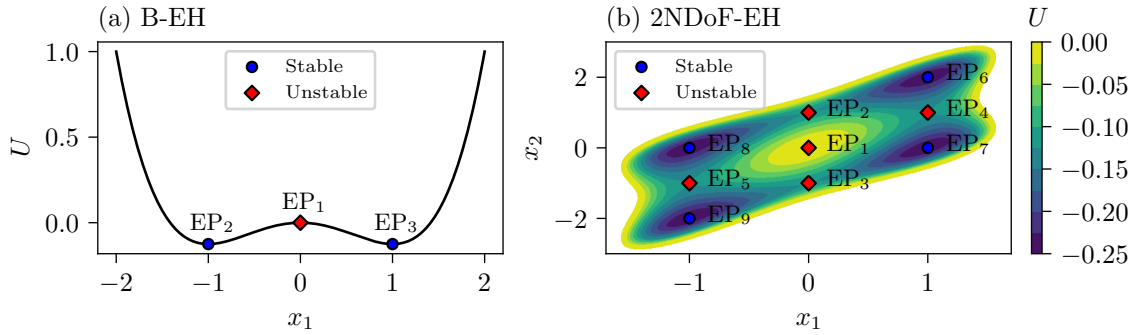 (a) B-EH
1.0
0.5
0.0
U
−2
−1
0
1
2
x₁
Stable
Unstable
EP₁
EP₂
EP₃
(b) 2NDoF-EH
2
0
−2
x₂
−1
0
1
x₁
Stable
Unstable
EP₆
EP₂
EP₄
EP₈
EP₁
EP₇
EP₅
EP₃
EP₉
U
0.00
−0.05
−0.10
−0.15
−0.20
−0.25